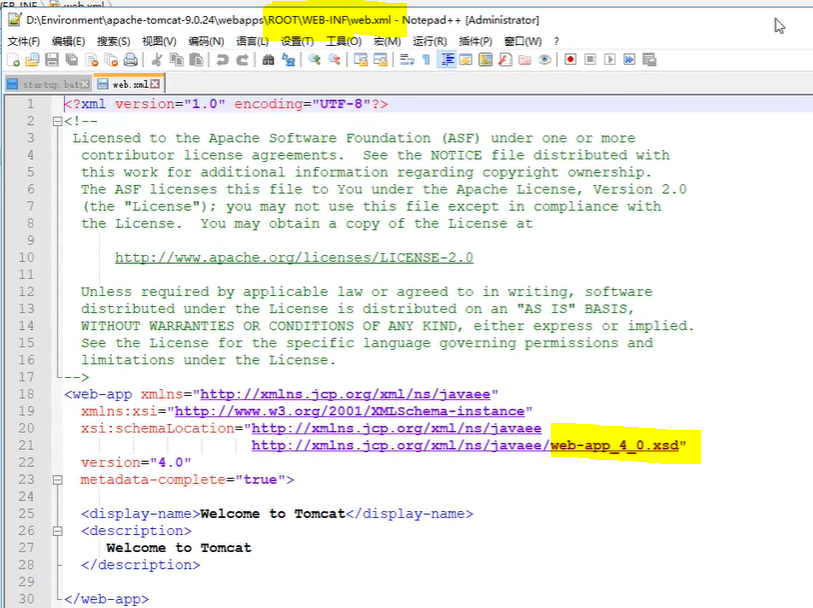 D:\Environment\apache-tomcat-9.0.24\webapps\ROOT\WEB-INF\web.xml - Notepad++ [Administrator]
文件(F) 编辑(E) 搜索(S) 视图(V) 编码(N) 语言(L) 设置(T) 工具(O) 宏(M) 运行(R) 插件(P) 窗口(W) ?
startup.bat web.xml
1 <?xml version="1.0" encoding="UTF-8"?>
2 <!--
3 Licensed to the Apache Software Foundation (ASF) under one or more
4 contributor license agreements. See the NOTICE file distributed with
5 this work for additional information regarding copyright ownership.
6 The ASF licenses this file to You under the Apache License, Version 2.0
7 (the "License"); you may not use this file except in compliance with
8 the License. You may obtain a copy of the License at
9
10 http://www.apache.org/licenses/LICENSE-2.0
11
12 Unless required by applicable law or agreed to in writing, software
13 distributed under the License is distributed on an "AS IS" BASIS,
14 WITHOUT WARRANTIES OR CONDITIONS OF ANY KIND, either express or implied.
15 See the License for the specific language governing permissions and
16 limitations under the License.
17 -->
18 <web-app xmlns="http://xmlns.jcp.org/xml/ns/javaee"
19 xmlns:xsi="http://www.w3.org/2001/XMLSchema-instance"
20 xsi:schemaLocation="http://xmlns.jcp.org/xml/ns/javaee
21 http://xmlns.jcp.org/xml/ns/javaee/web-app_4_0.xsd"
22 version="4.0"
23 metadata-complete="true">
24
25 <display-name>Welcome to Tomcat</display-name>
26 <description>
27 Welcome to Tomcat
28 </description>
29
30 </web-app>